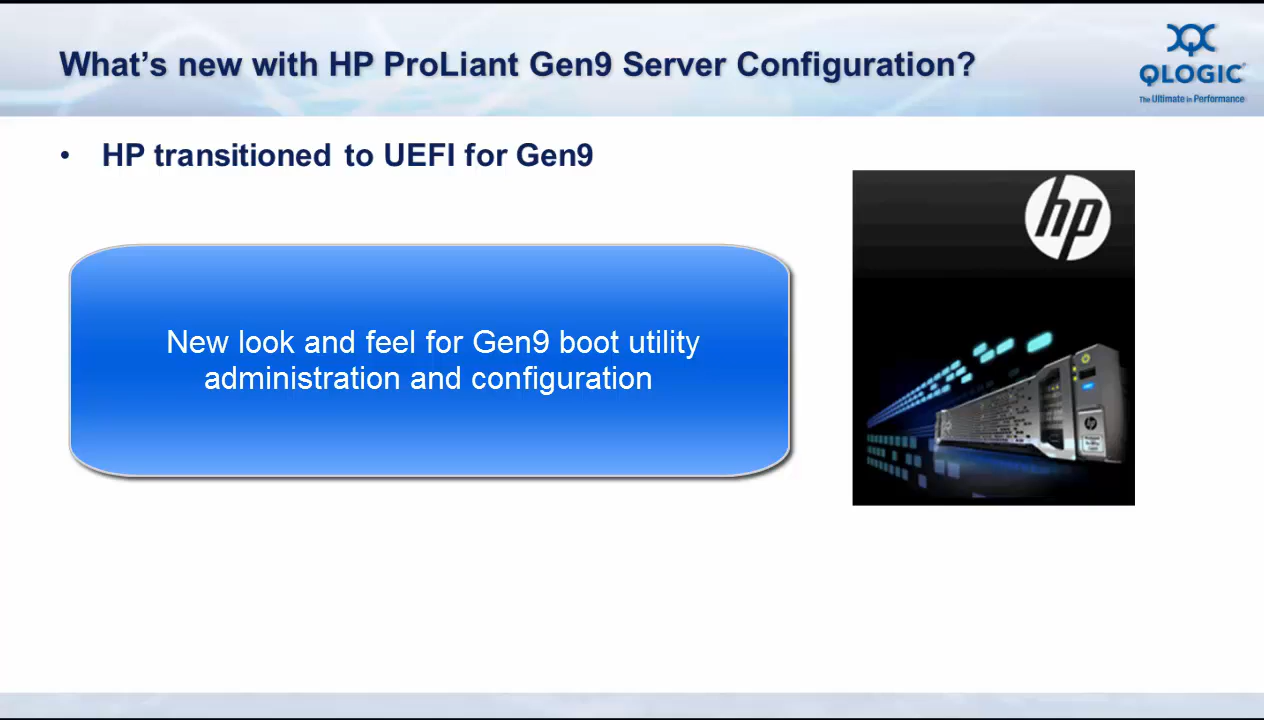 What's new with HP ProLiant Gen9 Server Configuration?
QLOGIC
The Ultimate in Performance
• HP transitioned to UEFI for Gen9
hp
New look and feel for Gen9 boot utility
administration and configuration